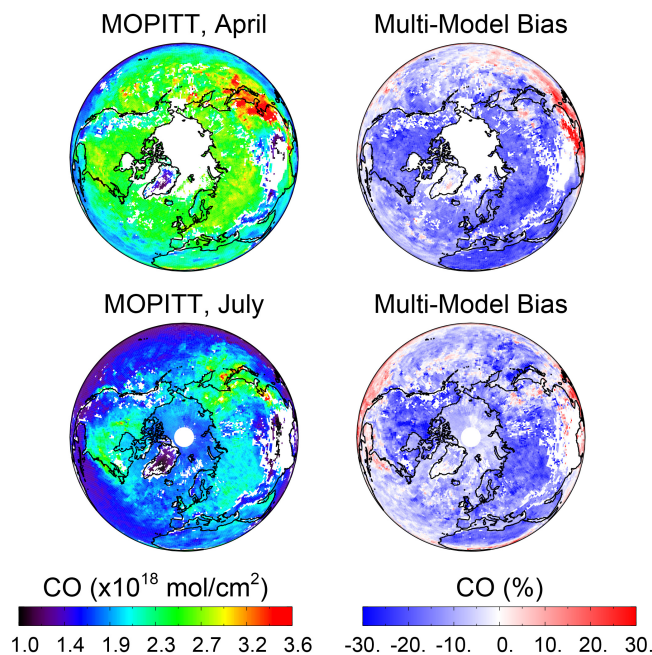 MOPITT, April
Multi-Model Bias
MOPITT, July
Multi-Model Bias
CO (x10¹⁸ mol/cm²)
CO (%)
1.0 1.4 1.9 2.3 2.7 3.2 3.6
-30. -20. -10. 0. 10. 20. 30.